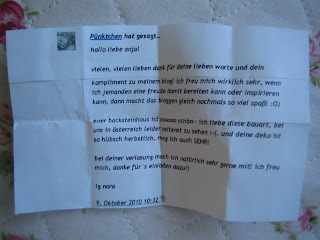 Pünktchen hat gesagt…
hallo liebe anja!
vielen, vielen lieben dank für deine lieben worte und dein
kompliment zu meinem blog! ich freu mich wirklich sehr, wenn
ich jemanden eine freude damit bereiten kann oder inspirieren
kann, dann macht das bloggen gleich nochmals so viel spaß! :O)
euer backsteinhaus ist sooooo schön - ich liebe diese bauart, bei
uns in österreich leider seltenst zu sehen :-(. und deine deko ist
so hübsch herbstlich, mag ich auch SEHR!
bei deiner verlosung mach ich natürlich sehr gerne mit! ich freu
mich, danke für´s einladen dazu!!
lg nora
9. Oktober 2010 10:32